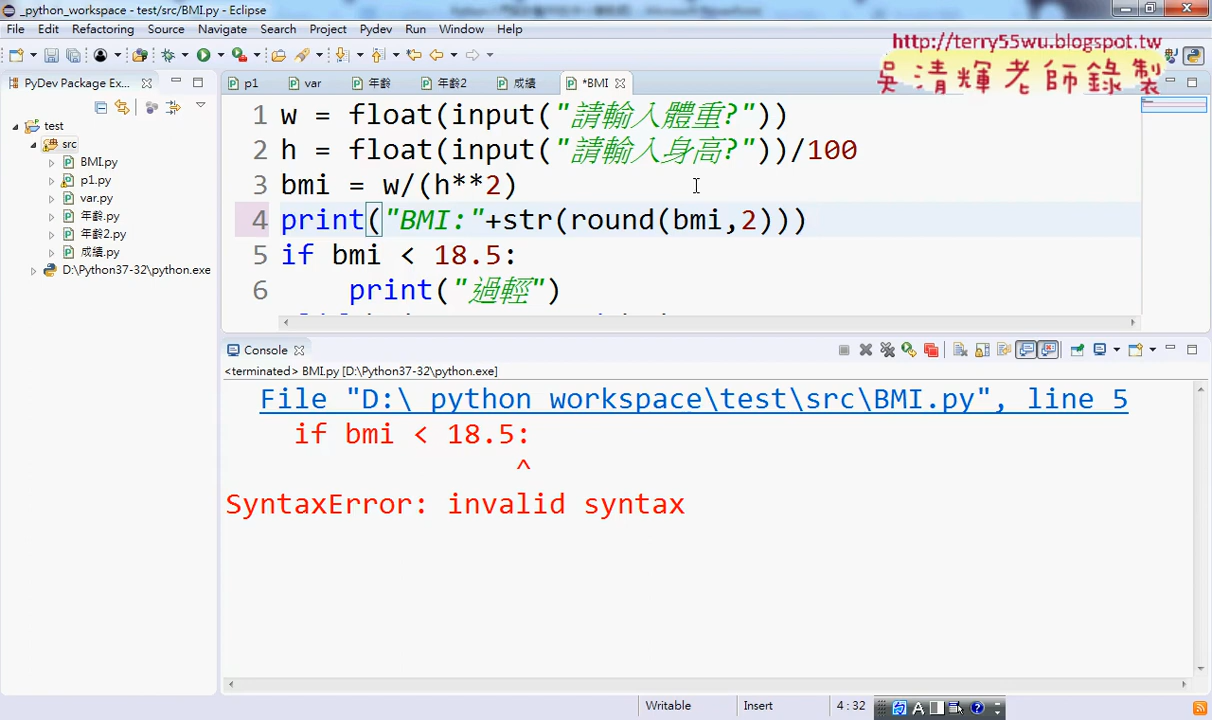 _python_workspace - test/src/BMI.py - Eclipse
File Edit Refactoring Source Navigate Search Project Pydev Run Window Help
http://terry55wu.blogspot.tw
吳清輝老師錄製
PyDev Package Ex...
p1 var 年齡 年齡2 成績 *BMI
test
src
BMI.py
p1.py
var.py
年齡.py
年齡2.py
成績.py
D:\Python37-32\python.exe
1 w = float(input("請輸入體重?"))
2 h = float(input("請輸入身高?"))/100
3 bmi = w/(h**2)
4 print("BMI:"+str(round(bmi,2)))
5 if bmi < 18.5:
6 print("過輕")
Console
<terminated> BMI.py [D:\Python37-32\python.exe]
File "D:\_python_workspace\test\src\BMI.py", line 5
if bmi < 18.5:
^
SyntaxError: invalid syntax
Writable Insert 4:32